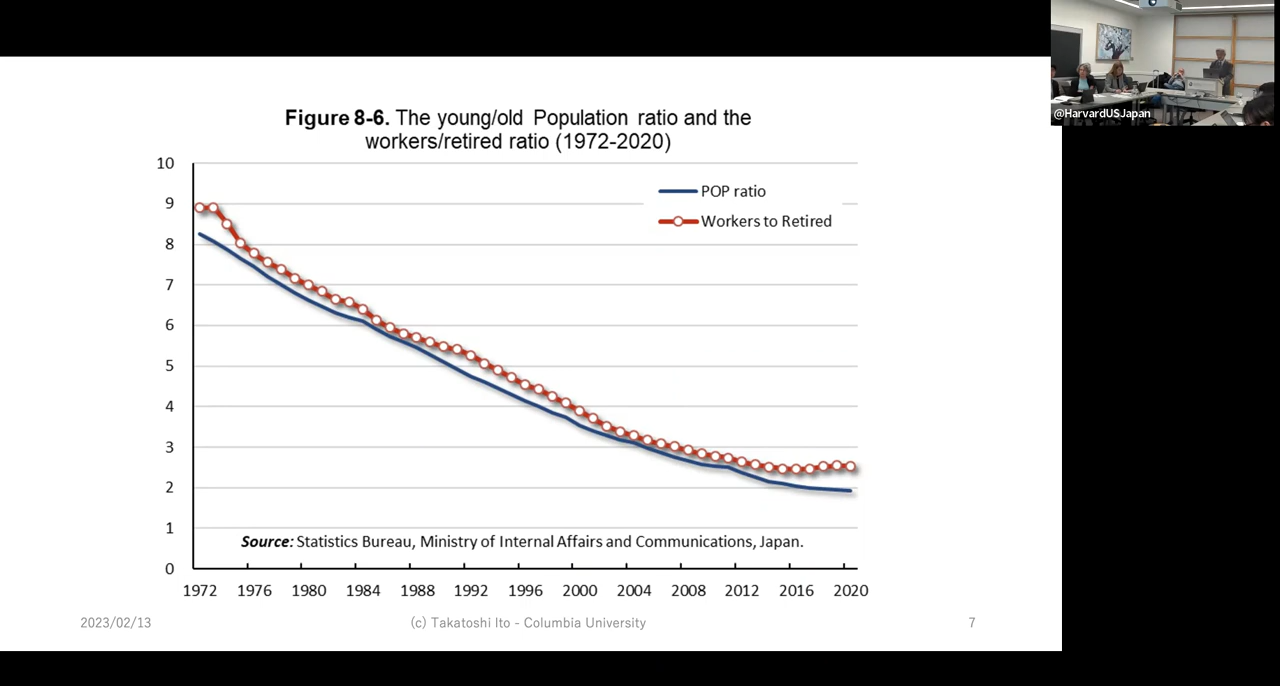 @HarvardUSJapan
Figure 8-6. The young/old Population ratio and the
workers/retired ratio (1972-2020)
10
9
8
7
6
5
4
3
2
1
0
POP ratio
Workers to Retired
Source: Statistics Bureau, Ministry of Internal Affairs and Communications, Japan.
1972 1976 1980 1984 1988 1992 1996 2000 2004 2008 2012 2016 2020
2023/02/13 (c) Takatoshi Ito - Columbia University 7